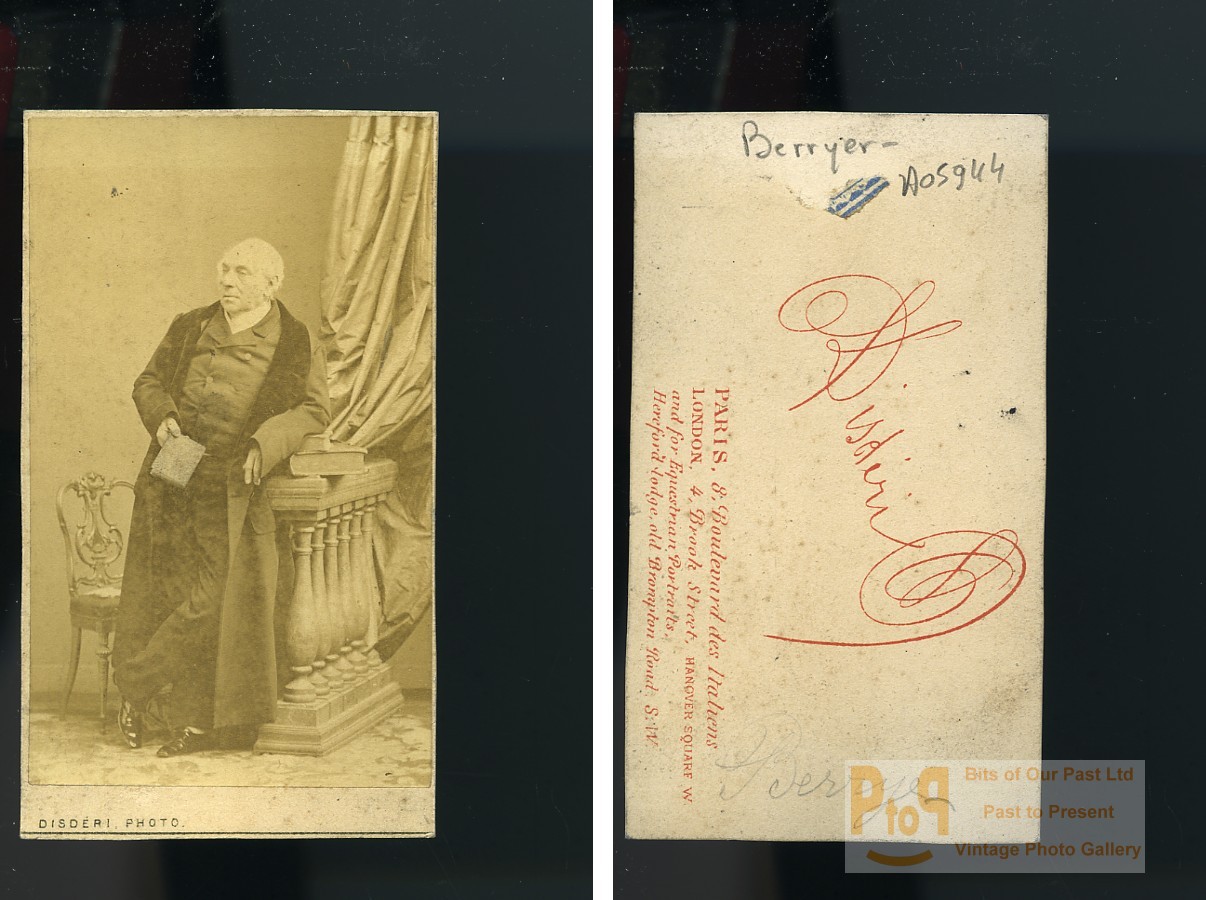 DISDÉRI, PHOTO.
Berryer-
A05944
Disdéri
PARIS, 8, Boulevard des Italiens
LONDON, 4, Brook Street, HANOVER SQUARE W
and for Equestrian Portraits,
Hereford lodge, old Brompton Road S.W.
Berryer
PtoP
Bits of Our Past Ltd
Past to Present
Vintage Photo Gallery